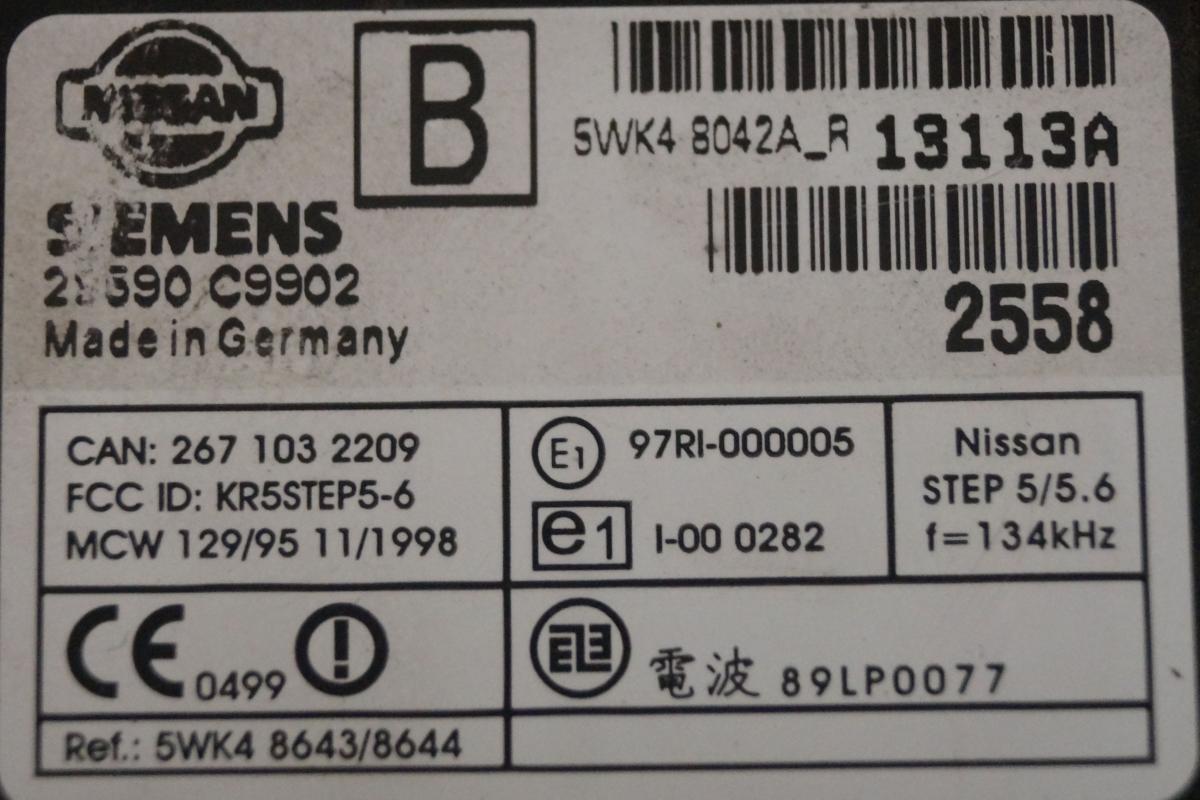 NISSAN
B
5WK4 8042A_R 13113A
SIEMENS
C9902
Made in Germany
2558
CAN: 267 103 2209
FCC ID: KR5STEP5-6
MCW 129/95 11/1998
E1 97RI-000005
e1 I-00 0282
Nissan
STEP 5/5.6
f=134kHz
CE 0499 !
電波 89LP0077
Ref.: 5WK4 8643/8644